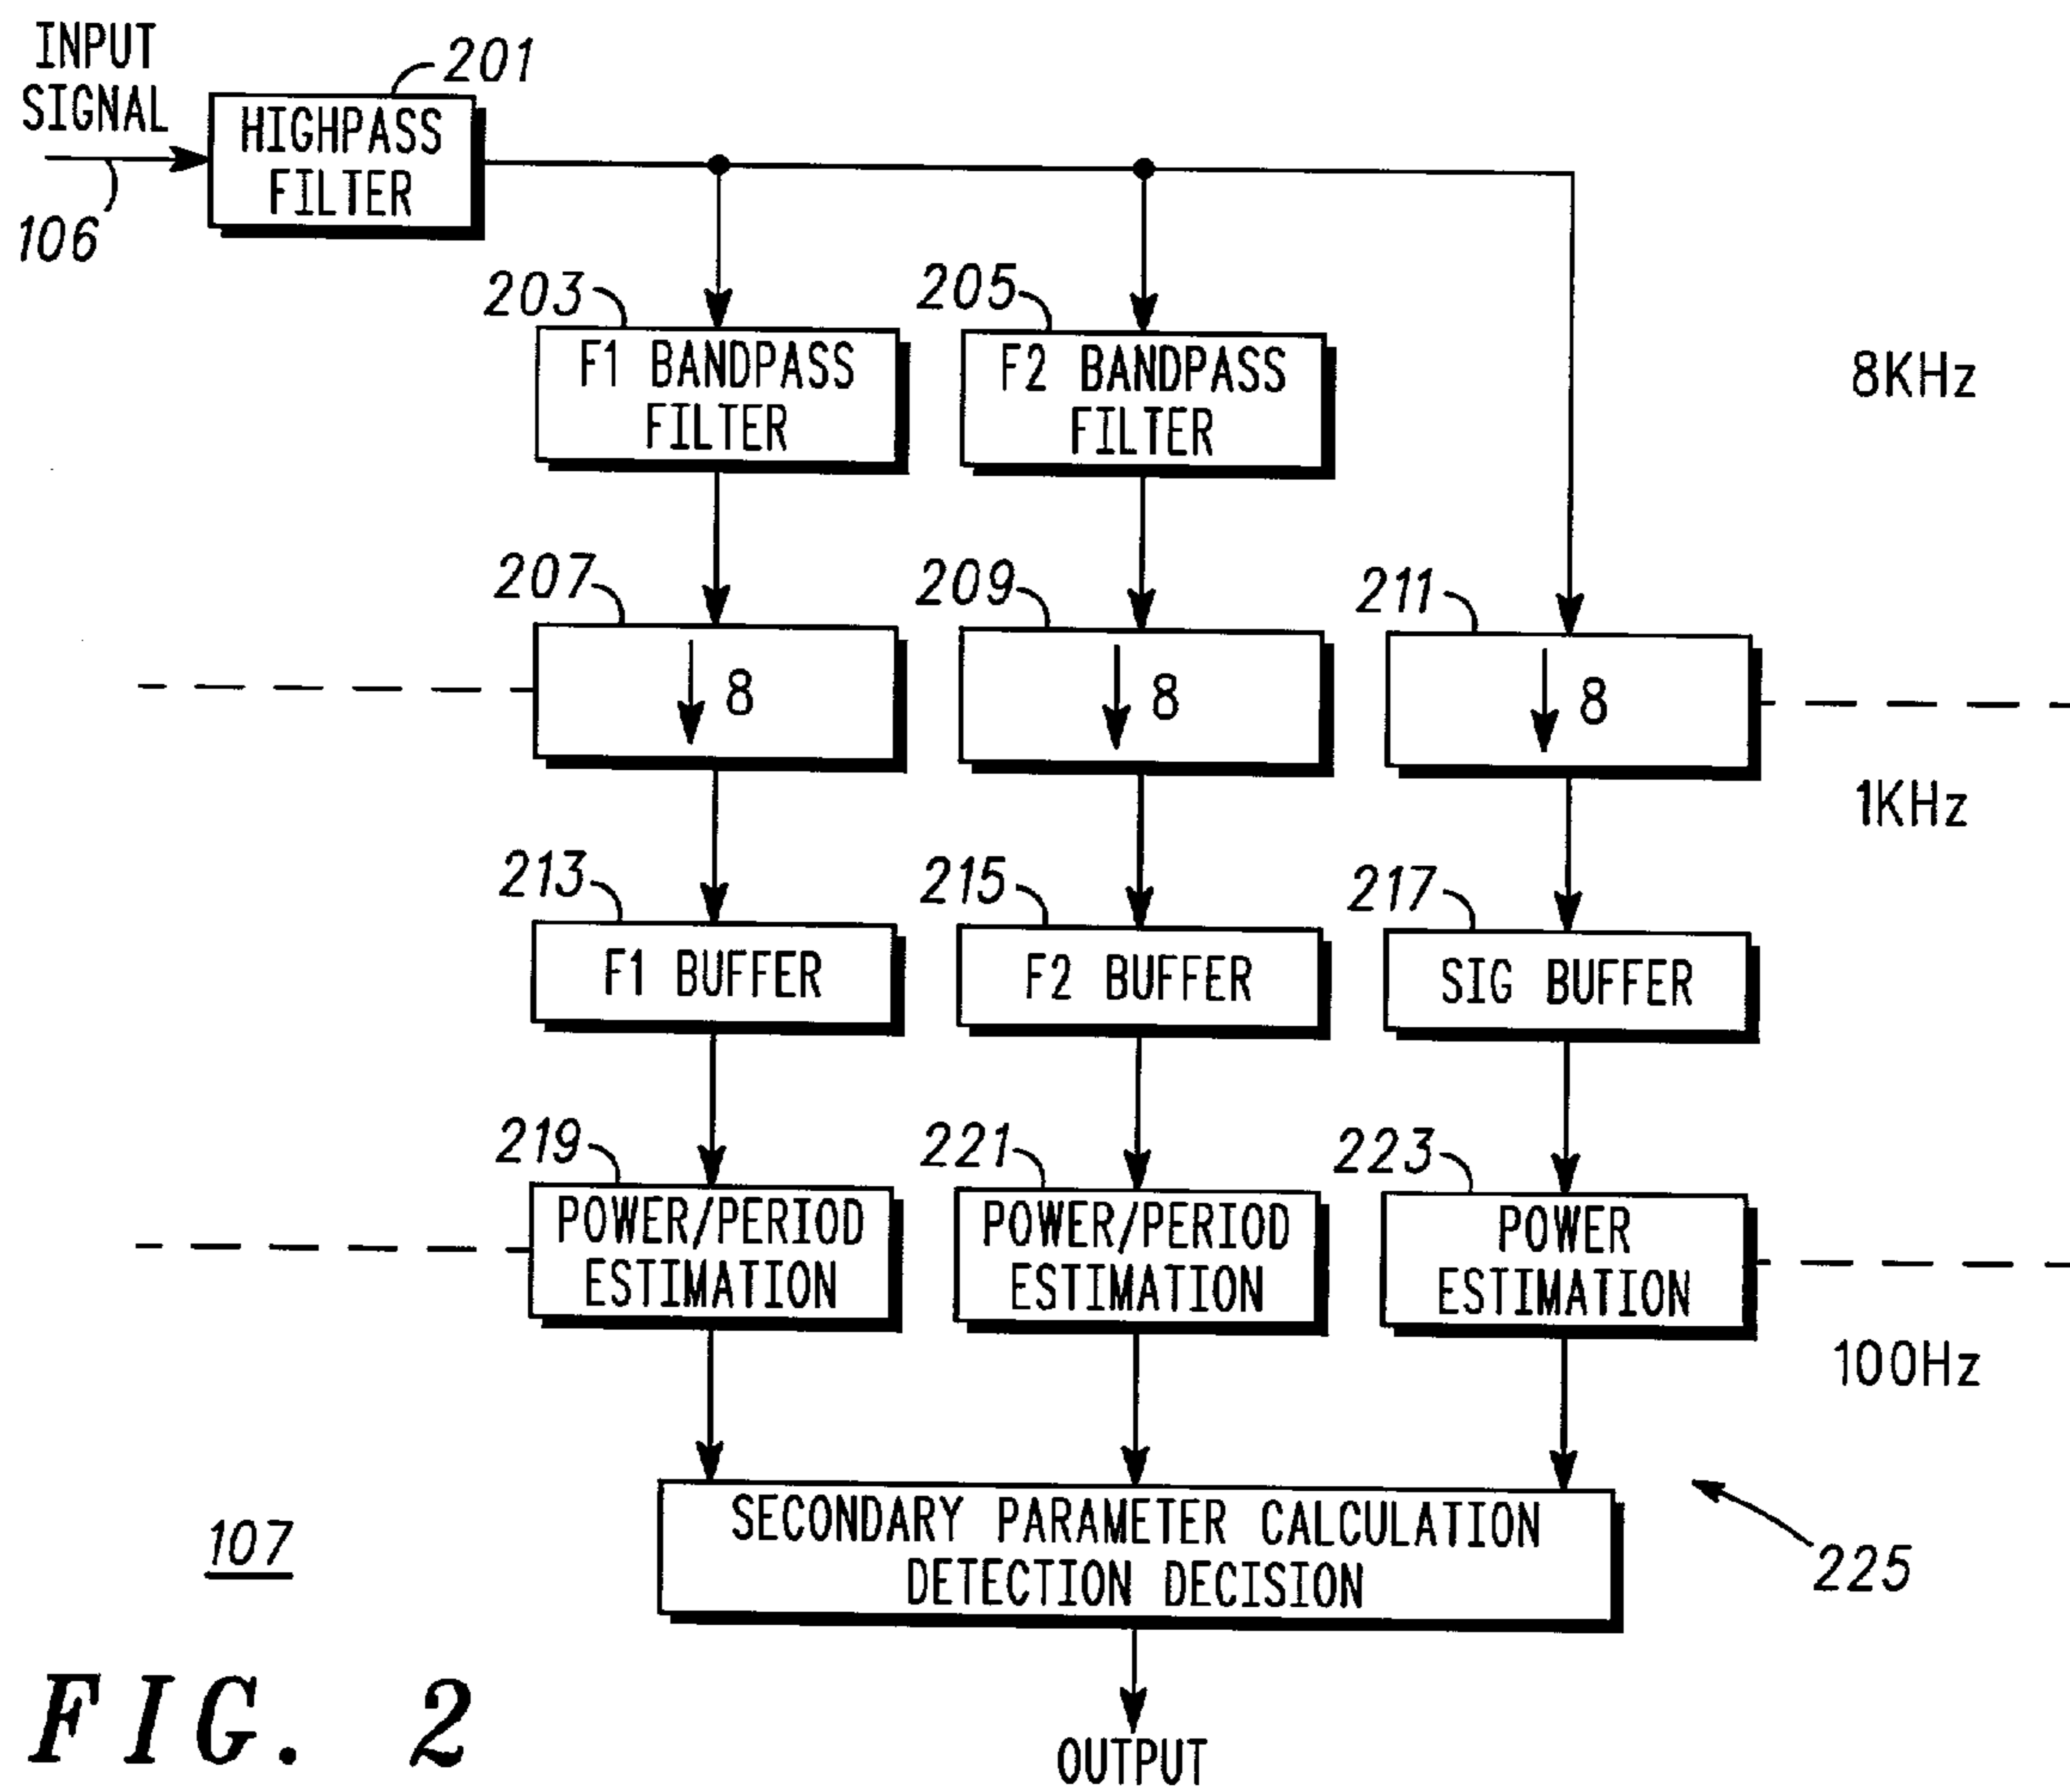 INPUT
SIGNAL
201
HIGHPASS
FILTER
106
203
205
F1 BANDPASS
FILTER
F2 BANDPASS
FILTER
8KHz
207
209
211
8
8
8
1KHz
213
215
217
F1 BUFFER
F2 BUFFER
SIG BUFFER
219
221
223
POWER/PERIOD
ESTIMATION
POWER/PERIOD
ESTIMATION
POWER
ESTIMATION
100Hz
SECONDARY PARAMETER CALCULATION
DETECTION DECISION
225
107
OUTPUT
FIG. 2